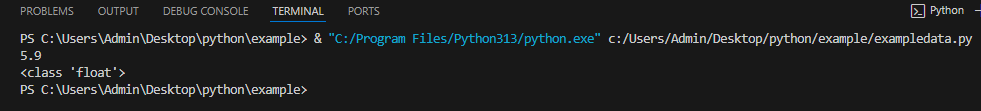 PROBLEMS OUTPUT DEBUG CONSOLE TERMINAL PORTS Python
PS C:\Users\Admin\Desktop\python\example> & "C:/Program Files/Python313/python.exe" c:/Users/Admin/Desktop/python/example/exampledata.py
5.9
<class 'float'>
PS C:\Users\Admin\Desktop\python\example>